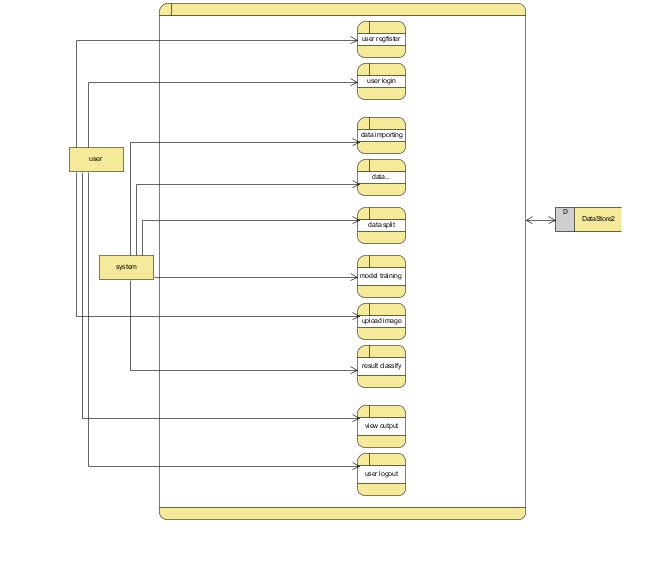 user regfister
user login
data importing
user
data...
D
DataStore2
data split
system
model training
upload image
result classify
view output
user logout